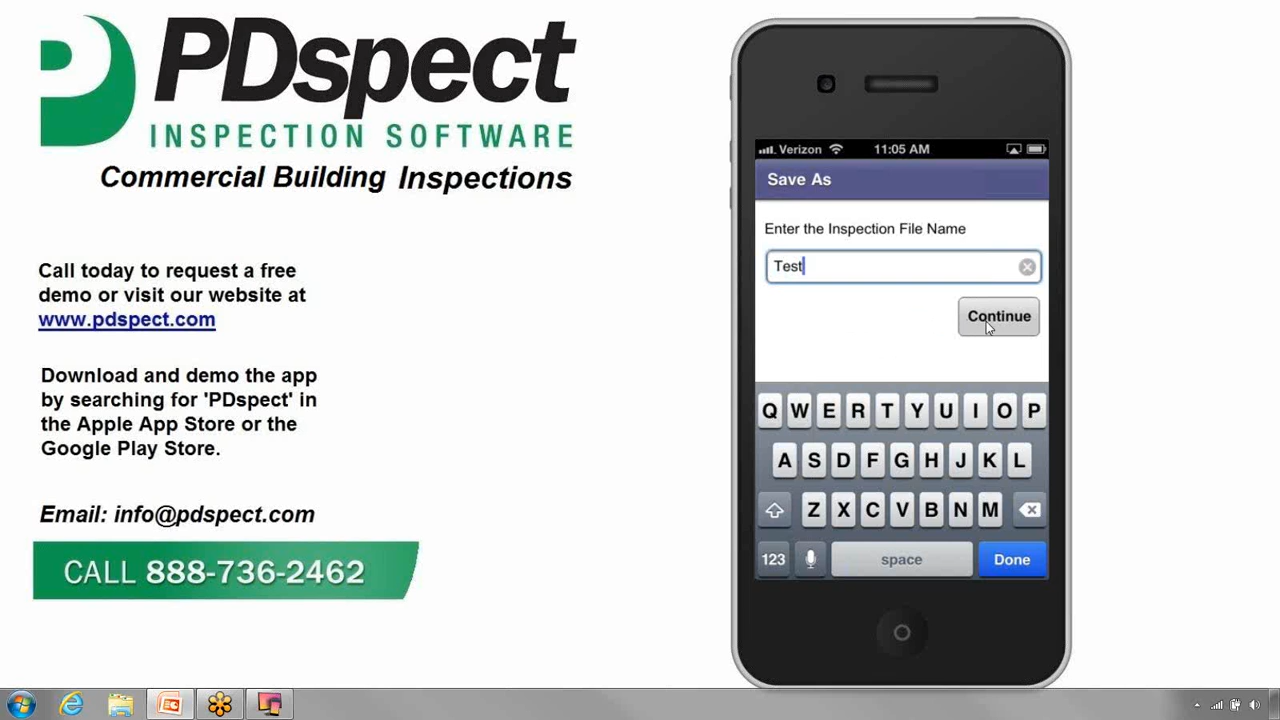 PDspect
INSPECTION SOFTWARE
Commercial Building Inspections
Call today to request a free
demo or visit our website at
www.pdspect.com
Download and demo the app
by searching for 'PDspect' in
the Apple App Store or the
Google Play Store.
Email: info@pdspect.com
CALL 888-736-2462
Verizon 11:05 AM
Save As
Enter the Inspection File Name
Test
Continue
Q W E R T Y U I O P
A S D F G H J K L
Z X C V B N M
123 space Done